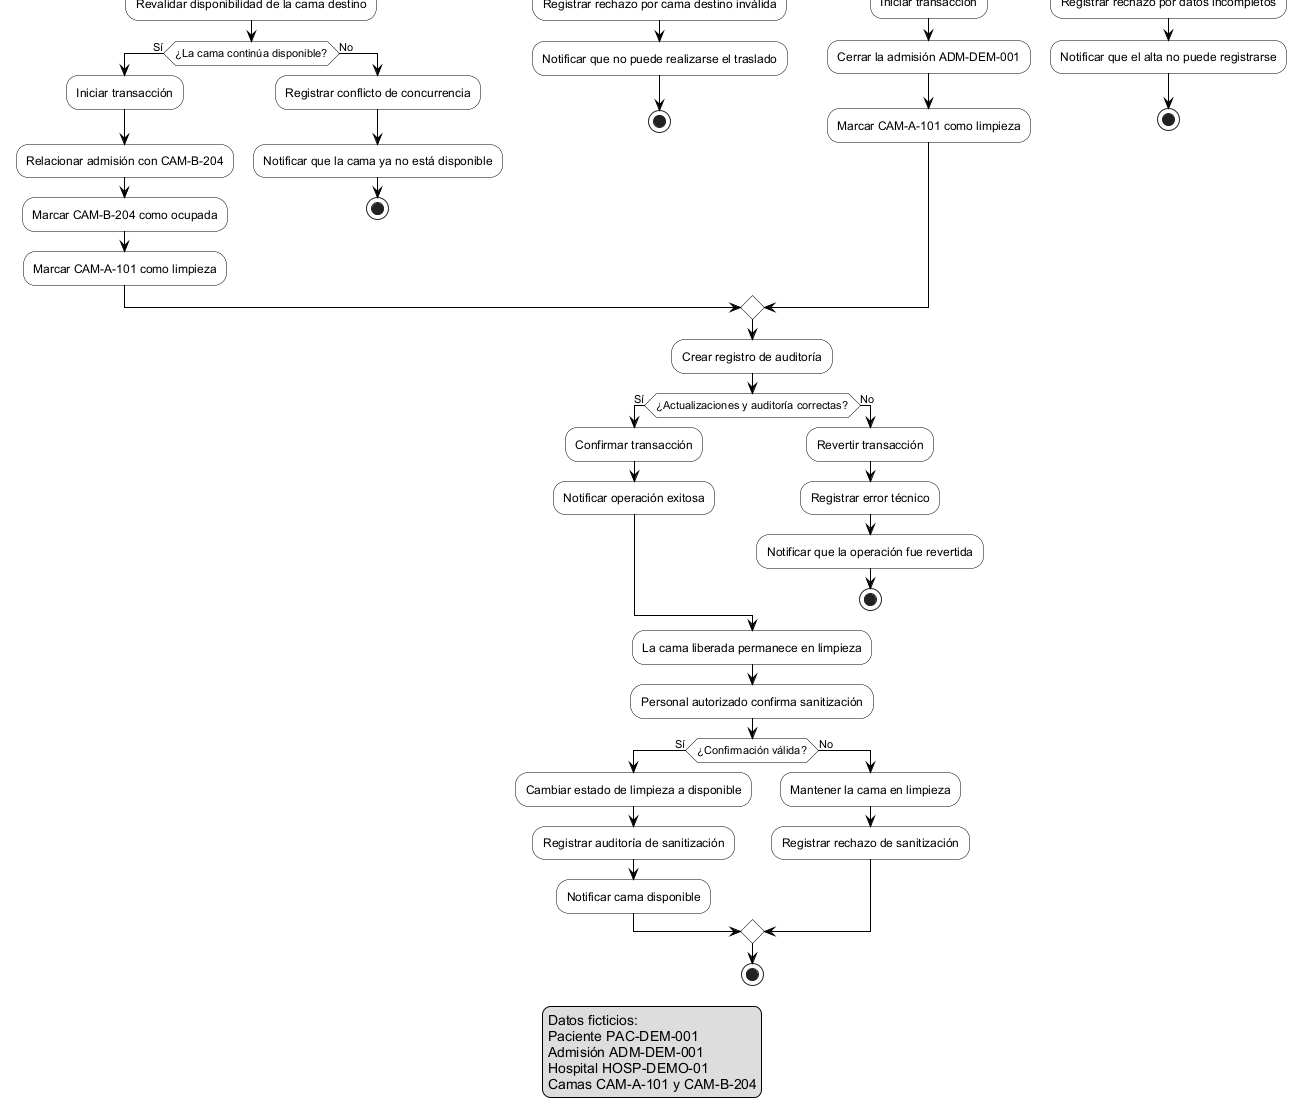 Revalidar disponibilidad de la cama destino
Registrar rechazo por cama destino inválida
Iniciar transacción
Registrar rechazo por datos incompletos
Sí
¿La cama continúa disponible?
No
Notificar que no puede realizarse el traslado
Cerrar la admisión ADM-DEM-001
Notificar que el alta no puede registrarse
Iniciar transacción
Registrar conflicto de concurrencia
Marcar CAM-A-101 como limpieza
Relacionar admisión con CAM-B-204
Notificar que la cama ya no está disponible
Marcar CAM-B-204 como ocupada
Marcar CAM-A-101 como limpieza
Crear registro de auditoría
Sí
¿Actualizaciones y auditoría correctas?
No
Confirmar transacción
Revertir transacción
Notificar operación exitosa
Registrar error técnico
Notificar que la operación fue revertida
La cama liberada permanece en limpieza
Personal autorizado confirma sanitización
Sí
¿Confirmación válida?
No
Cambiar estado de limpieza a disponible
Mantener la cama en limpieza
Registrar auditoría de sanitización
Registrar rechazo de sanitización
Notificar cama disponible
Datos ficticios:
Paciente PAC-DEM-001
Admisión ADM-DEM-001
Hospital HOSP-DEMO-01
Camas CAM-A-101 y CAM-B-204